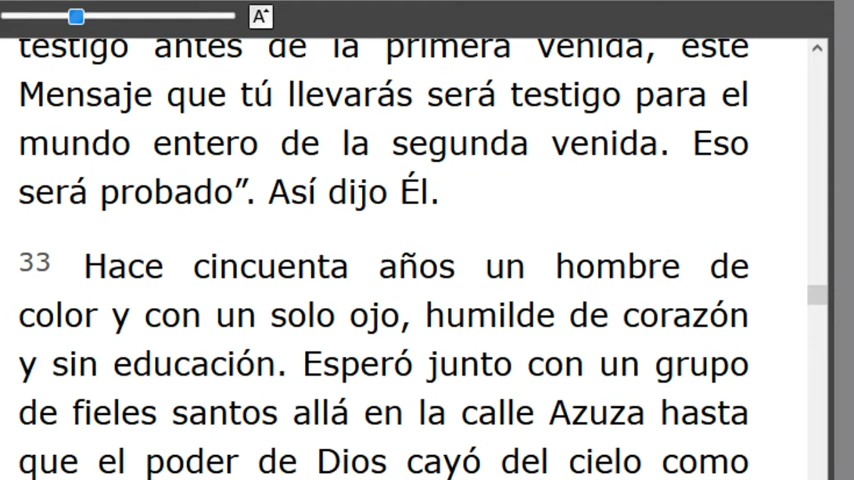 A
testigo antes de la primera venida, este
Mensaje que tú llevarás será testigo para el
mundo entero de la segunda venida. Eso
será probado”. Así dijo Él.
33 Hace cincuenta años un hombre de
color y con un solo ojo, humilde de corazón
y sin educación. Esperó junto con un grupo
de fieles santos allá en la calle Azuza hasta
que el poder de Dios cayó del cielo como